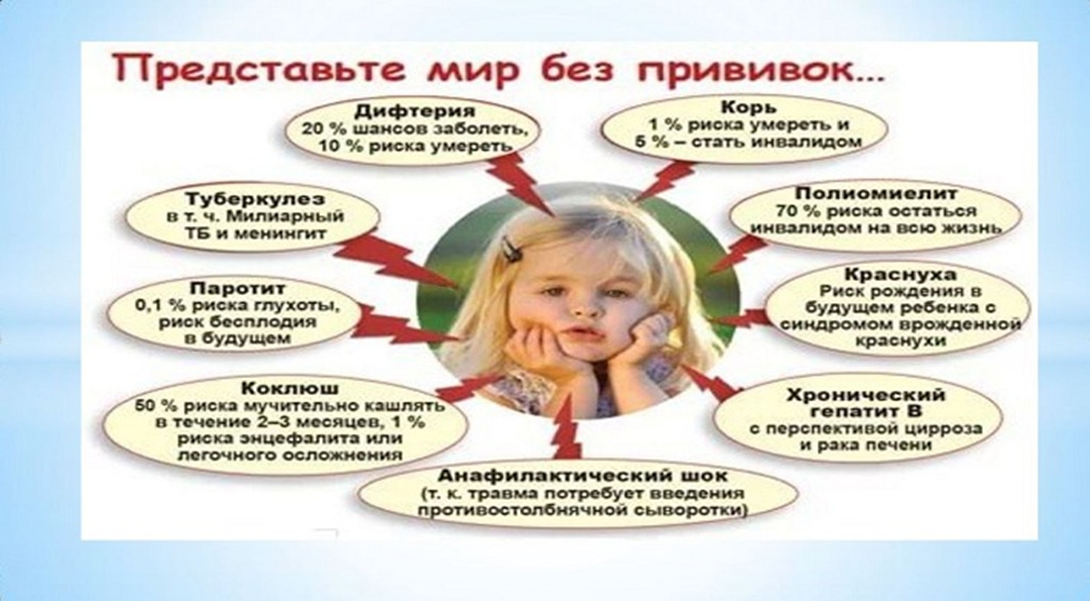 Представьте мир без прививок...
Дифтерия
20 % шансов заболеть,
10 % риска умереть
Корь
1 % риска умереть и
5 % – стать инвалидом
Туберкулез
в т. ч. Милиарный
ТБ и менингит
Полиомиелит
70 % риска остаться
инвалидом на всю жизнь
Паротит
0,1 % риска глухоты,
риск бесплодия
в будущем
Краснуха
Риск рождения в
будущем ребенка с
синдромом врожденной
краснухи
Коклюш
50 % риска мучительно кашлять
в течение 2–3 месяцев, 1 %
риска энцефалита или
легочного осложнения
Хронический
гепатит В
с перспективой цирроза
и рака печени
Анафилактический шок
(т. к. травма потребует введения
противостолбнячной сыворотки)